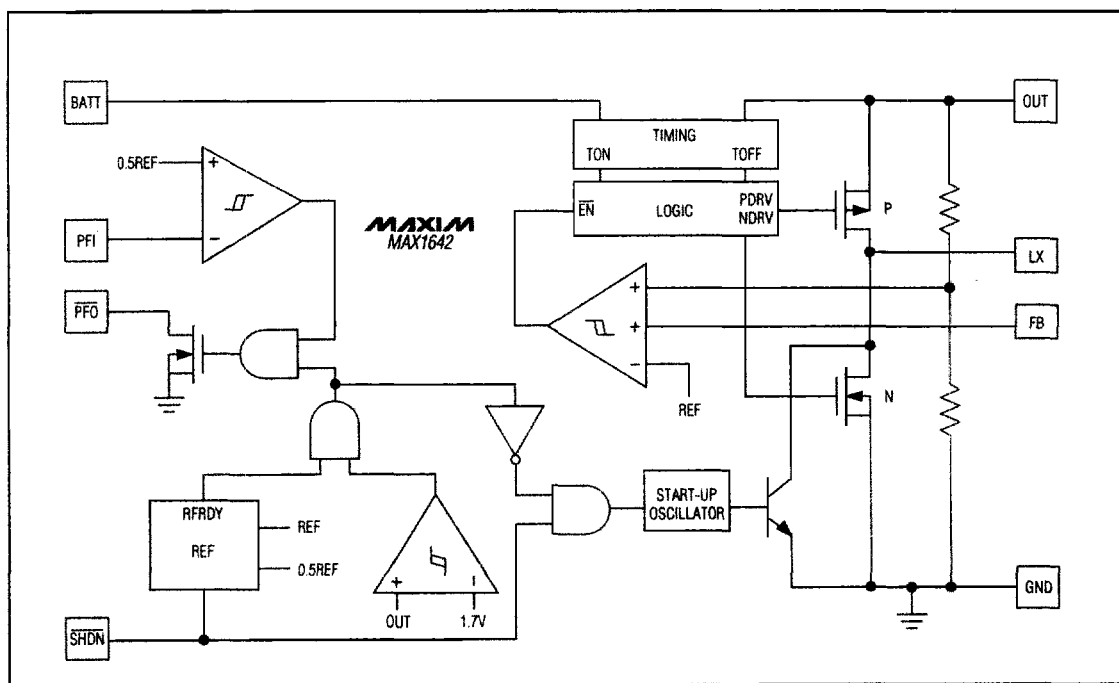 BATT
OUT
TIMING
TON TOFF
0.5REF
+
PDRV
EN LOGIC NDRV
P
MAXIM
MAX1642
PFI
−
LX
PFO
+
+
FB
−
N
REF
START-UP
OSCILLATOR
RFRDY
REF
REF
0.5REF
+ −
GND
OUT 1.7V
SHDN